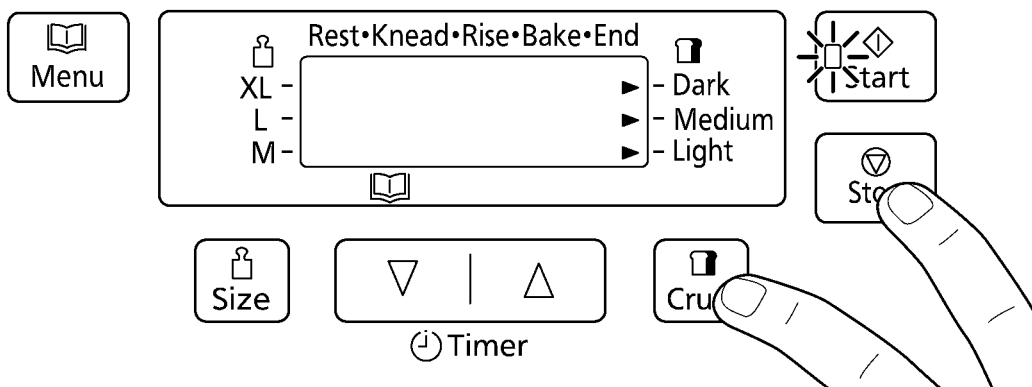 Menu
Rest•Knead•Rise•Bake•End
XL
L
M
Dark
Medium
Light
Start
Size
Timer